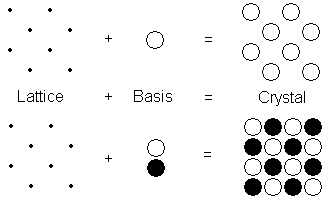 + =
Lattice + Basis = Crystal
+ =